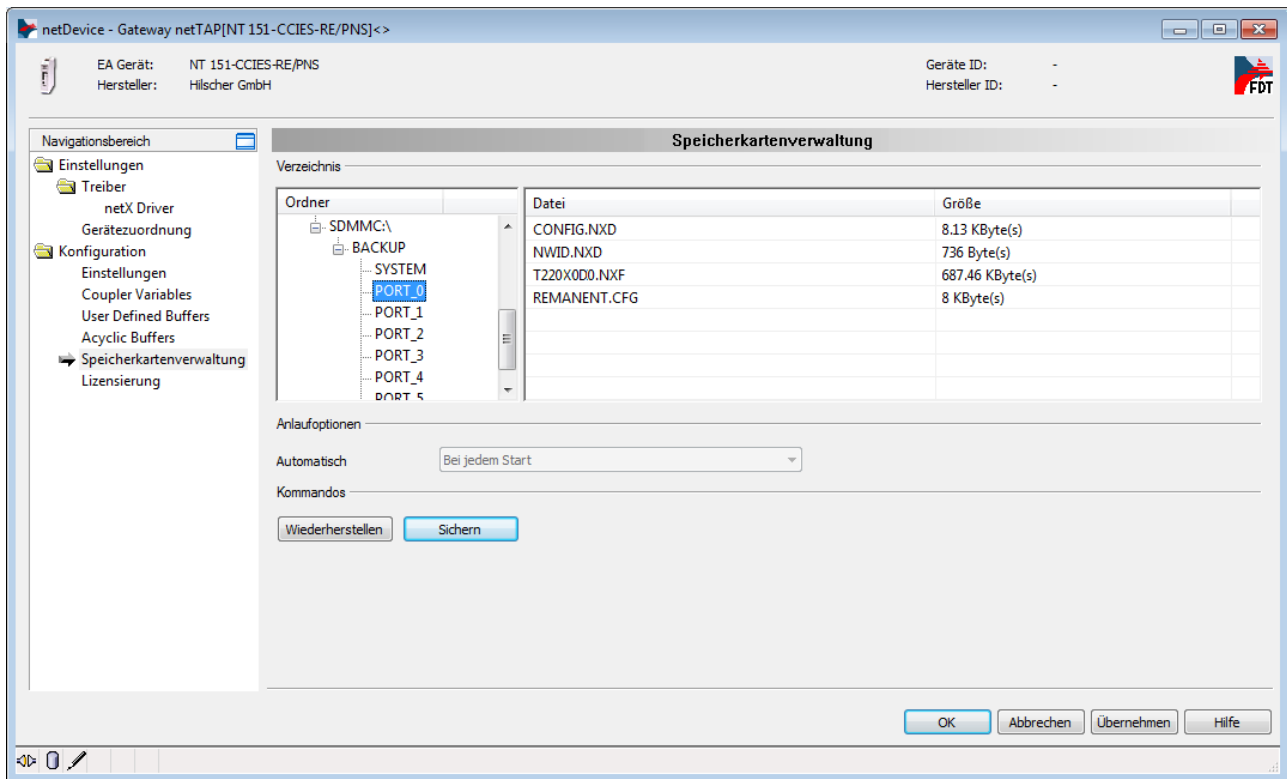 netDevice - Gateway netTAP[NT 151-CCIES-RE/PNS]<>
EA Gerät: NT 151-CCIES-RE/PNS Geräte ID: -
Hersteller: Hilscher GmbH Hersteller ID: -
FDT
Navigationsbereich
Einstellungen
Treiber
netX Driver
Gerätezuordnung
Konfiguration
Einstellungen
Coupler Variables
User Defined Buffers
Acyclic Buffers
Speicherkartenverwaltung
Lizensierung
Speicherkartenverwaltung
Verzeichnis
Ordner
SDMMC:\
BACKUP
SYSTEM
PORT_0
PORT_1
PORT_2
PORT_3
PORT_4
PORT_5
Datei Größe
CONFIG.NXD 8.13 KByte(s)
NWID.NXD 736 Byte(s)
T220X0D0.NXF 687.46 KByte(s)
REMANENT.CFG 8 KByte(s)
Anlaufoptionen
Automatisch Bei jedem Start
Kommandos
Wiederherstellen Sichern
OK Abbrechen Übernehmen Hilfe